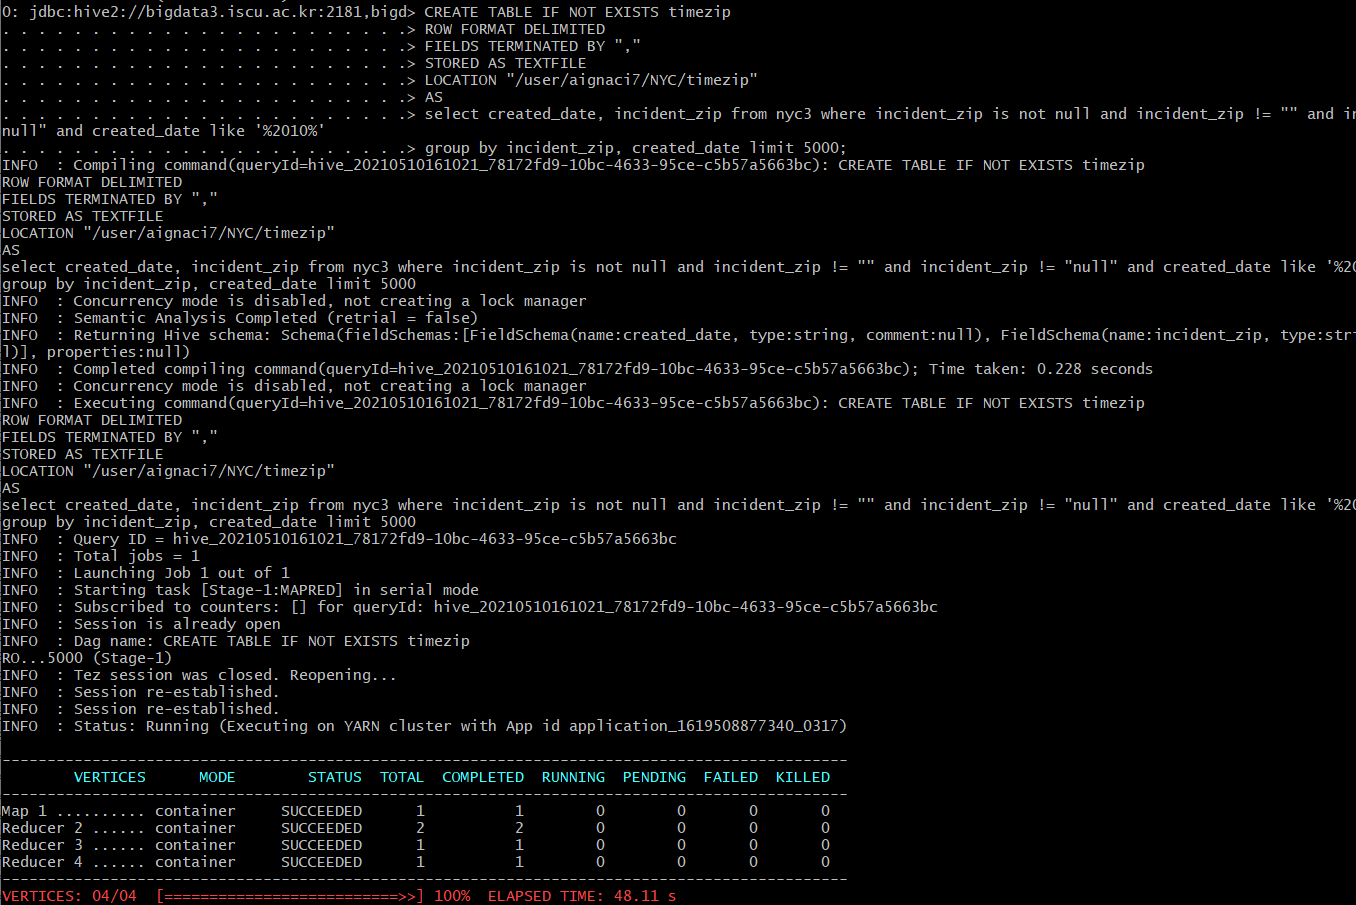 0: jdbc:hive2://bigdata3.iscu.ac.kr:2181,bigd> CREATE TABLE IF NOT EXISTS timezip
. . . . . . . . . . . . . . . . . . . . . . .> ROW FORMAT DELIMITED
. . . . . . . . . . . . . . . . . . . . . . .> FIELDS TERMINATED BY ","
. . . . . . . . . . . . . . . . . . . . . . .> STORED AS TEXTFILE
. . . . . . . . . . . . . . . . . . . . . . .> LOCATION "/user/aignaci7/NYC/timezip"
. . . . . . . . . . . . . . . . . . . . . . .> AS
. . . . . . . . . . . . . . . . . . . . . . .> select created_date, incident_zip from nyc3 where incident_zip is not null and incident_zip != "" and in
null" and created_date like '%2010%'
. . . . . . . . . . . . . . . . . . . . . . .> group by incident_zip, created_date limit 5000;
INFO  : Compiling command(queryId=hive_20210510161021_78172fd9-10bc-4633-95ce-c5b57a5663bc): CREATE TABLE IF NOT EXISTS timezip
ROW FORMAT DELIMITED
FIELDS TERMINATED BY ","
STORED AS TEXTFILE
LOCATION "/user/aignaci7/NYC/timezip"
AS
select created_date, incident_zip from nyc3 where incident_zip is not null and incident_zip != "" and incident_zip != "null" and created_date like '%20
group by incident_zip, created_date limit 5000
INFO  : Concurrency mode is disabled, not creating a lock manager
INFO  : Semantic Analysis Completed (retrial = false)
INFO  : Returning Hive schema: Schema(fieldSchemas:[FieldSchema(name:created_date, type:string, comment:null), FieldSchema(name:incident_zip, type:stri
l)], properties:null)
INFO  : Completed compiling command(queryId=hive_20210510161021_78172fd9-10bc-4633-95ce-c5b57a5663bc); Time taken: 0.228 seconds
INFO  : Concurrency mode is disabled, not creating a lock manager
INFO  : Executing command(queryId=hive_20210510161021_78172fd9-10bc-4633-95ce-c5b57a5663bc): CREATE TABLE IF NOT EXISTS timezip
ROW FORMAT DELIMITED
FIELDS TERMINATED BY ","
STORED AS TEXTFILE
LOCATION "/user/aignaci7/NYC/timezip"
AS
select created_date, incident_zip from nyc3 where incident_zip is not null and incident_zip != "" and incident_zip != "null" and created_date like '%20
group by incident_zip, created_date limit 5000
INFO  : Query ID = hive_20210510161021_78172fd9-10bc-4633-95ce-c5b57a5663bc
INFO  : Total jobs = 1
INFO  : Launching Job 1 out of 1
INFO  : Starting task [Stage-1:MAPRED] in serial mode
INFO  : Subscribed to counters: [] for queryId: hive_20210510161021_78172fd9-10bc-4633-95ce-c5b57a5663bc
INFO  : Session is already open
INFO  : Dag name: CREATE TABLE IF NOT EXISTS timezip
RO...5000 (Stage-1)
INFO  : Tez session was closed. Reopening...
INFO  : Session re-established.
INFO  : Session re-established.
INFO  : Status: Running (Executing on YARN cluster with App id application_1619508877340_0317)
----------------------------------------------------------------------------------------------
        VERTICES      MODE        STATUS  TOTAL  COMPLETED  RUNNING  PENDING  FAILED  KILLED
----------------------------------------------------------------------------------------------
Map 1 .......... container     SUCCEEDED      1          1        0        0       0       0
Reducer 2 ...... container     SUCCEEDED      2          2        0        0       0       0
Reducer 3 ...... container     SUCCEEDED      1          1        0        0       0       0
Reducer 4 ...... container     SUCCEEDED      1          1        0        0       0       0
----------------------------------------------------------------------------------------------
VERTICES: 04/04  [==========================>>] 100%  ELAPSED TIME: 48.11 s